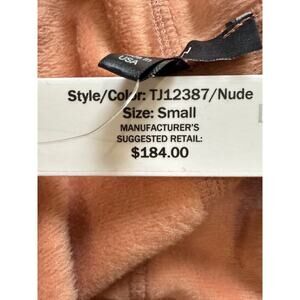 USA
Style/Color: TJ12387/Nude
Size: Small
MANUFACTURER'S
SUGGESTED RETAIL:
$184.00